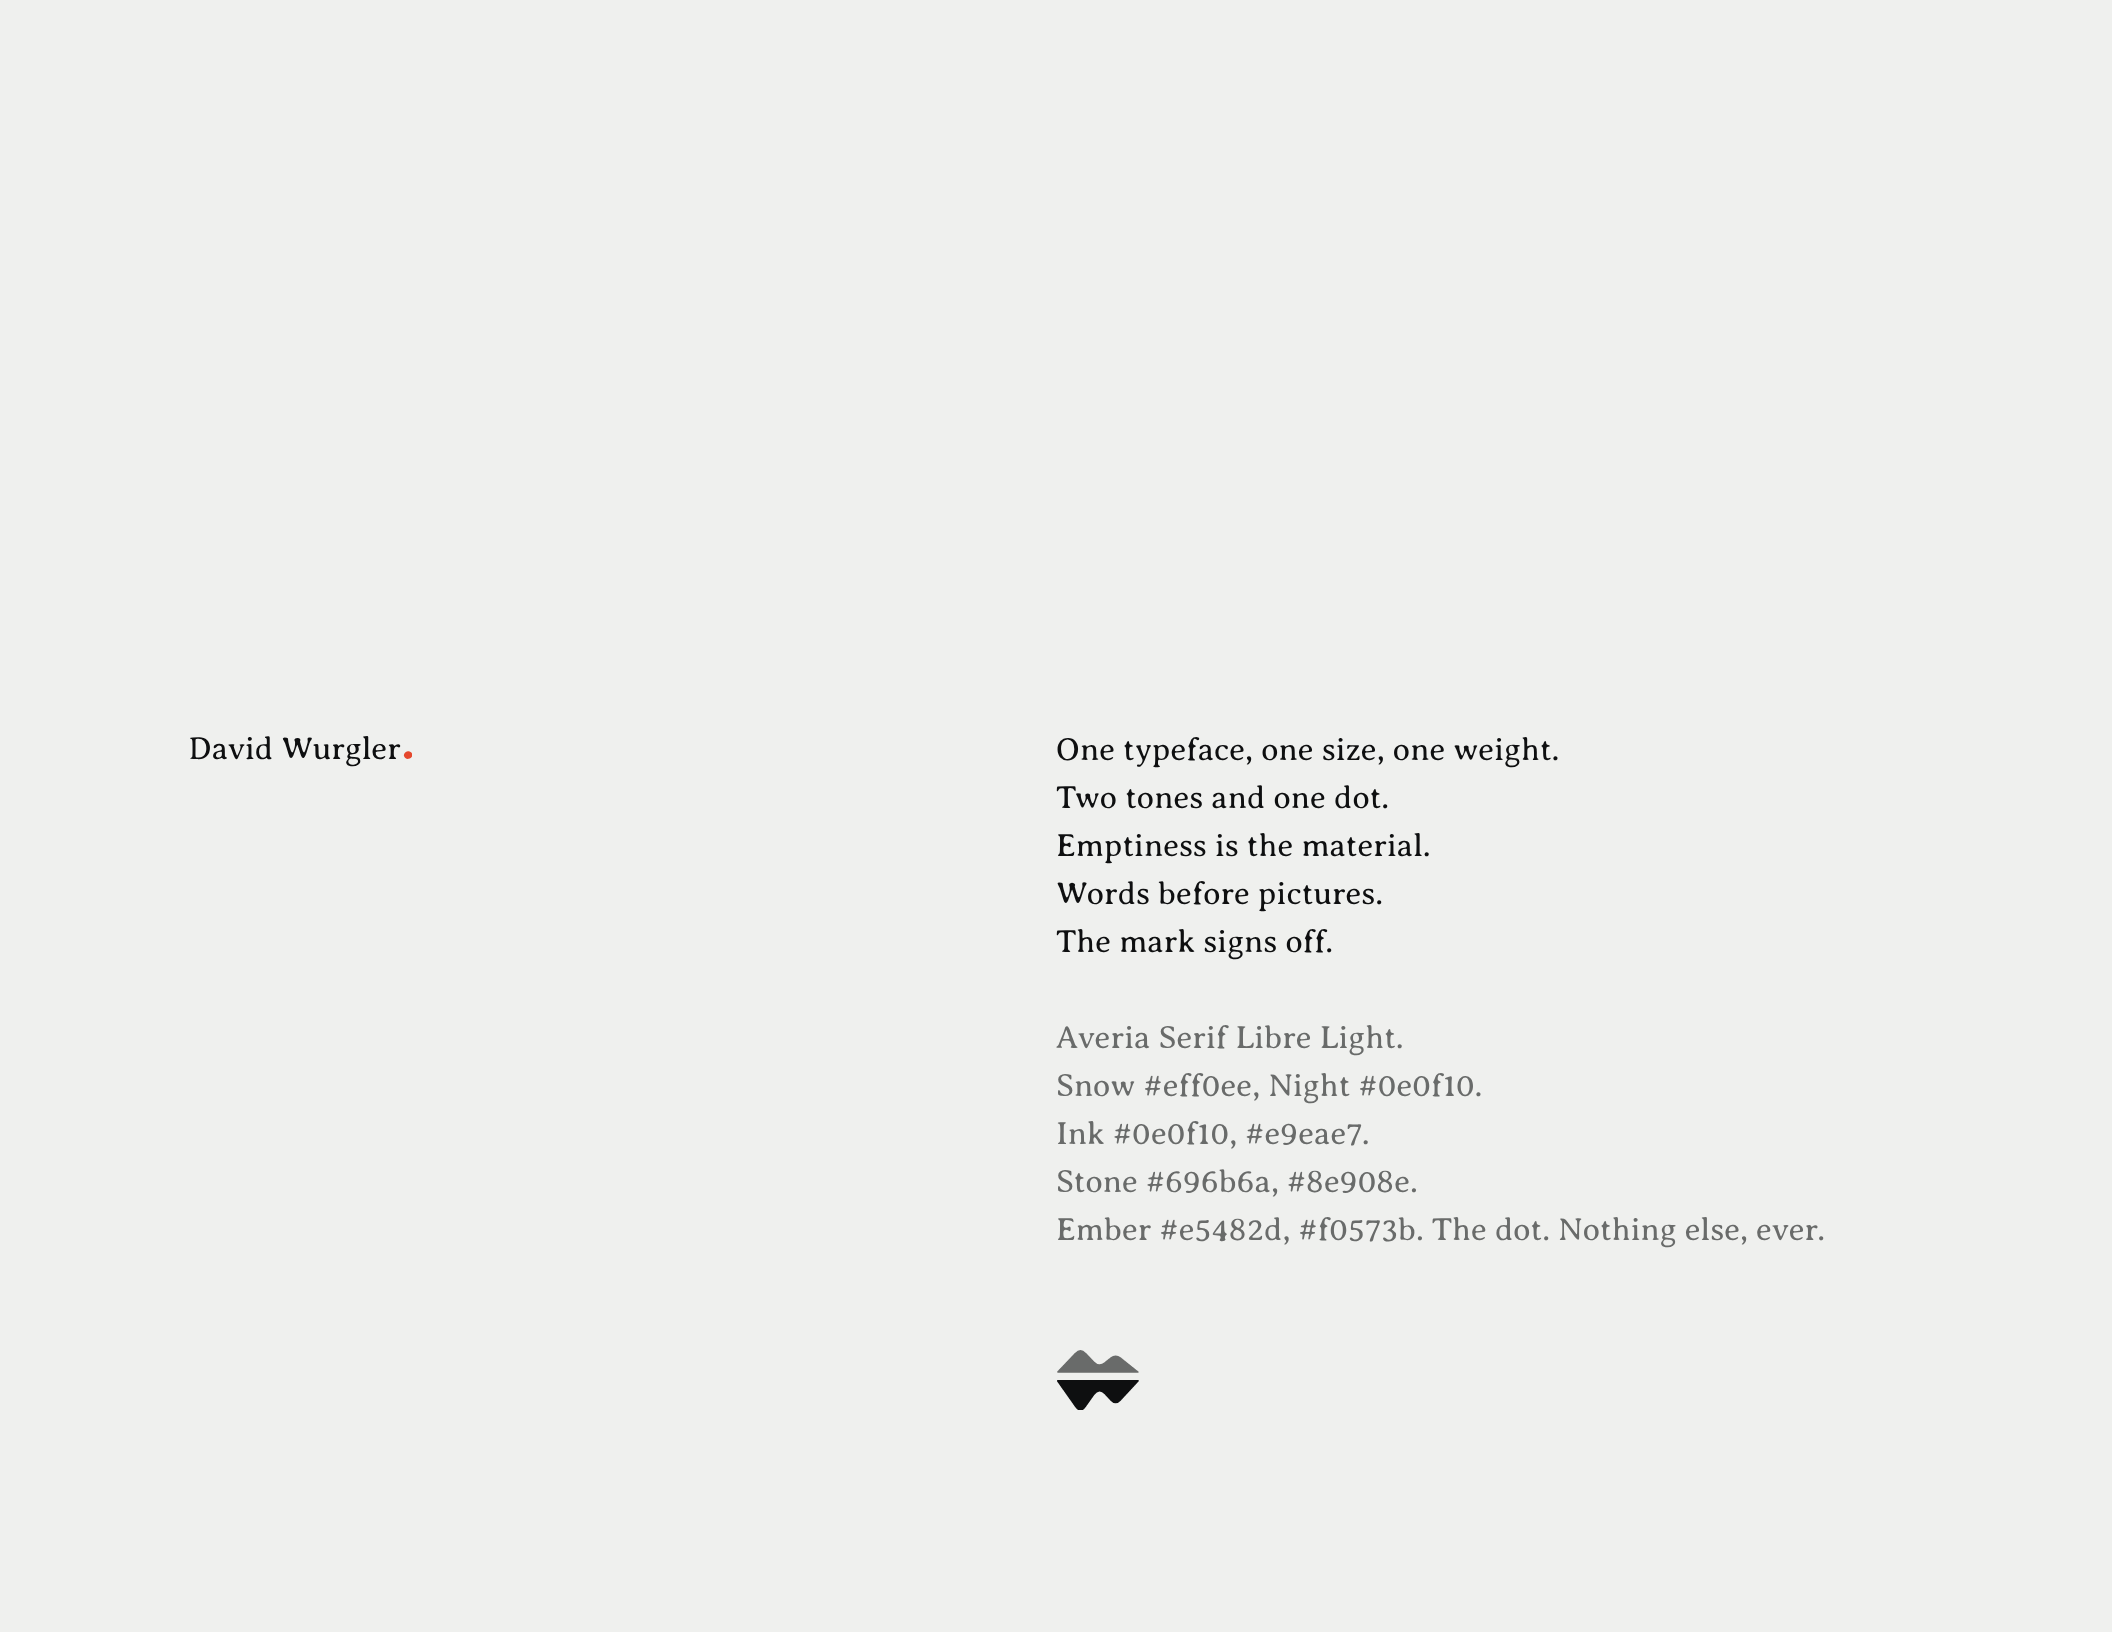 David Wurgler.
One typeface, one size, one weight.
Two tones and one dot.
Emptiness is the material.
Words before pictures.
The mark signs off.
Averia Serif Libre Light.
Snow #eff0ee, Night #0e0f10.
Ink #0e0f10, #e9eae7.
Stone #696b6a, #8e908e.
Ember #e5482d, #f0573b. The dot. Nothing else, ever.